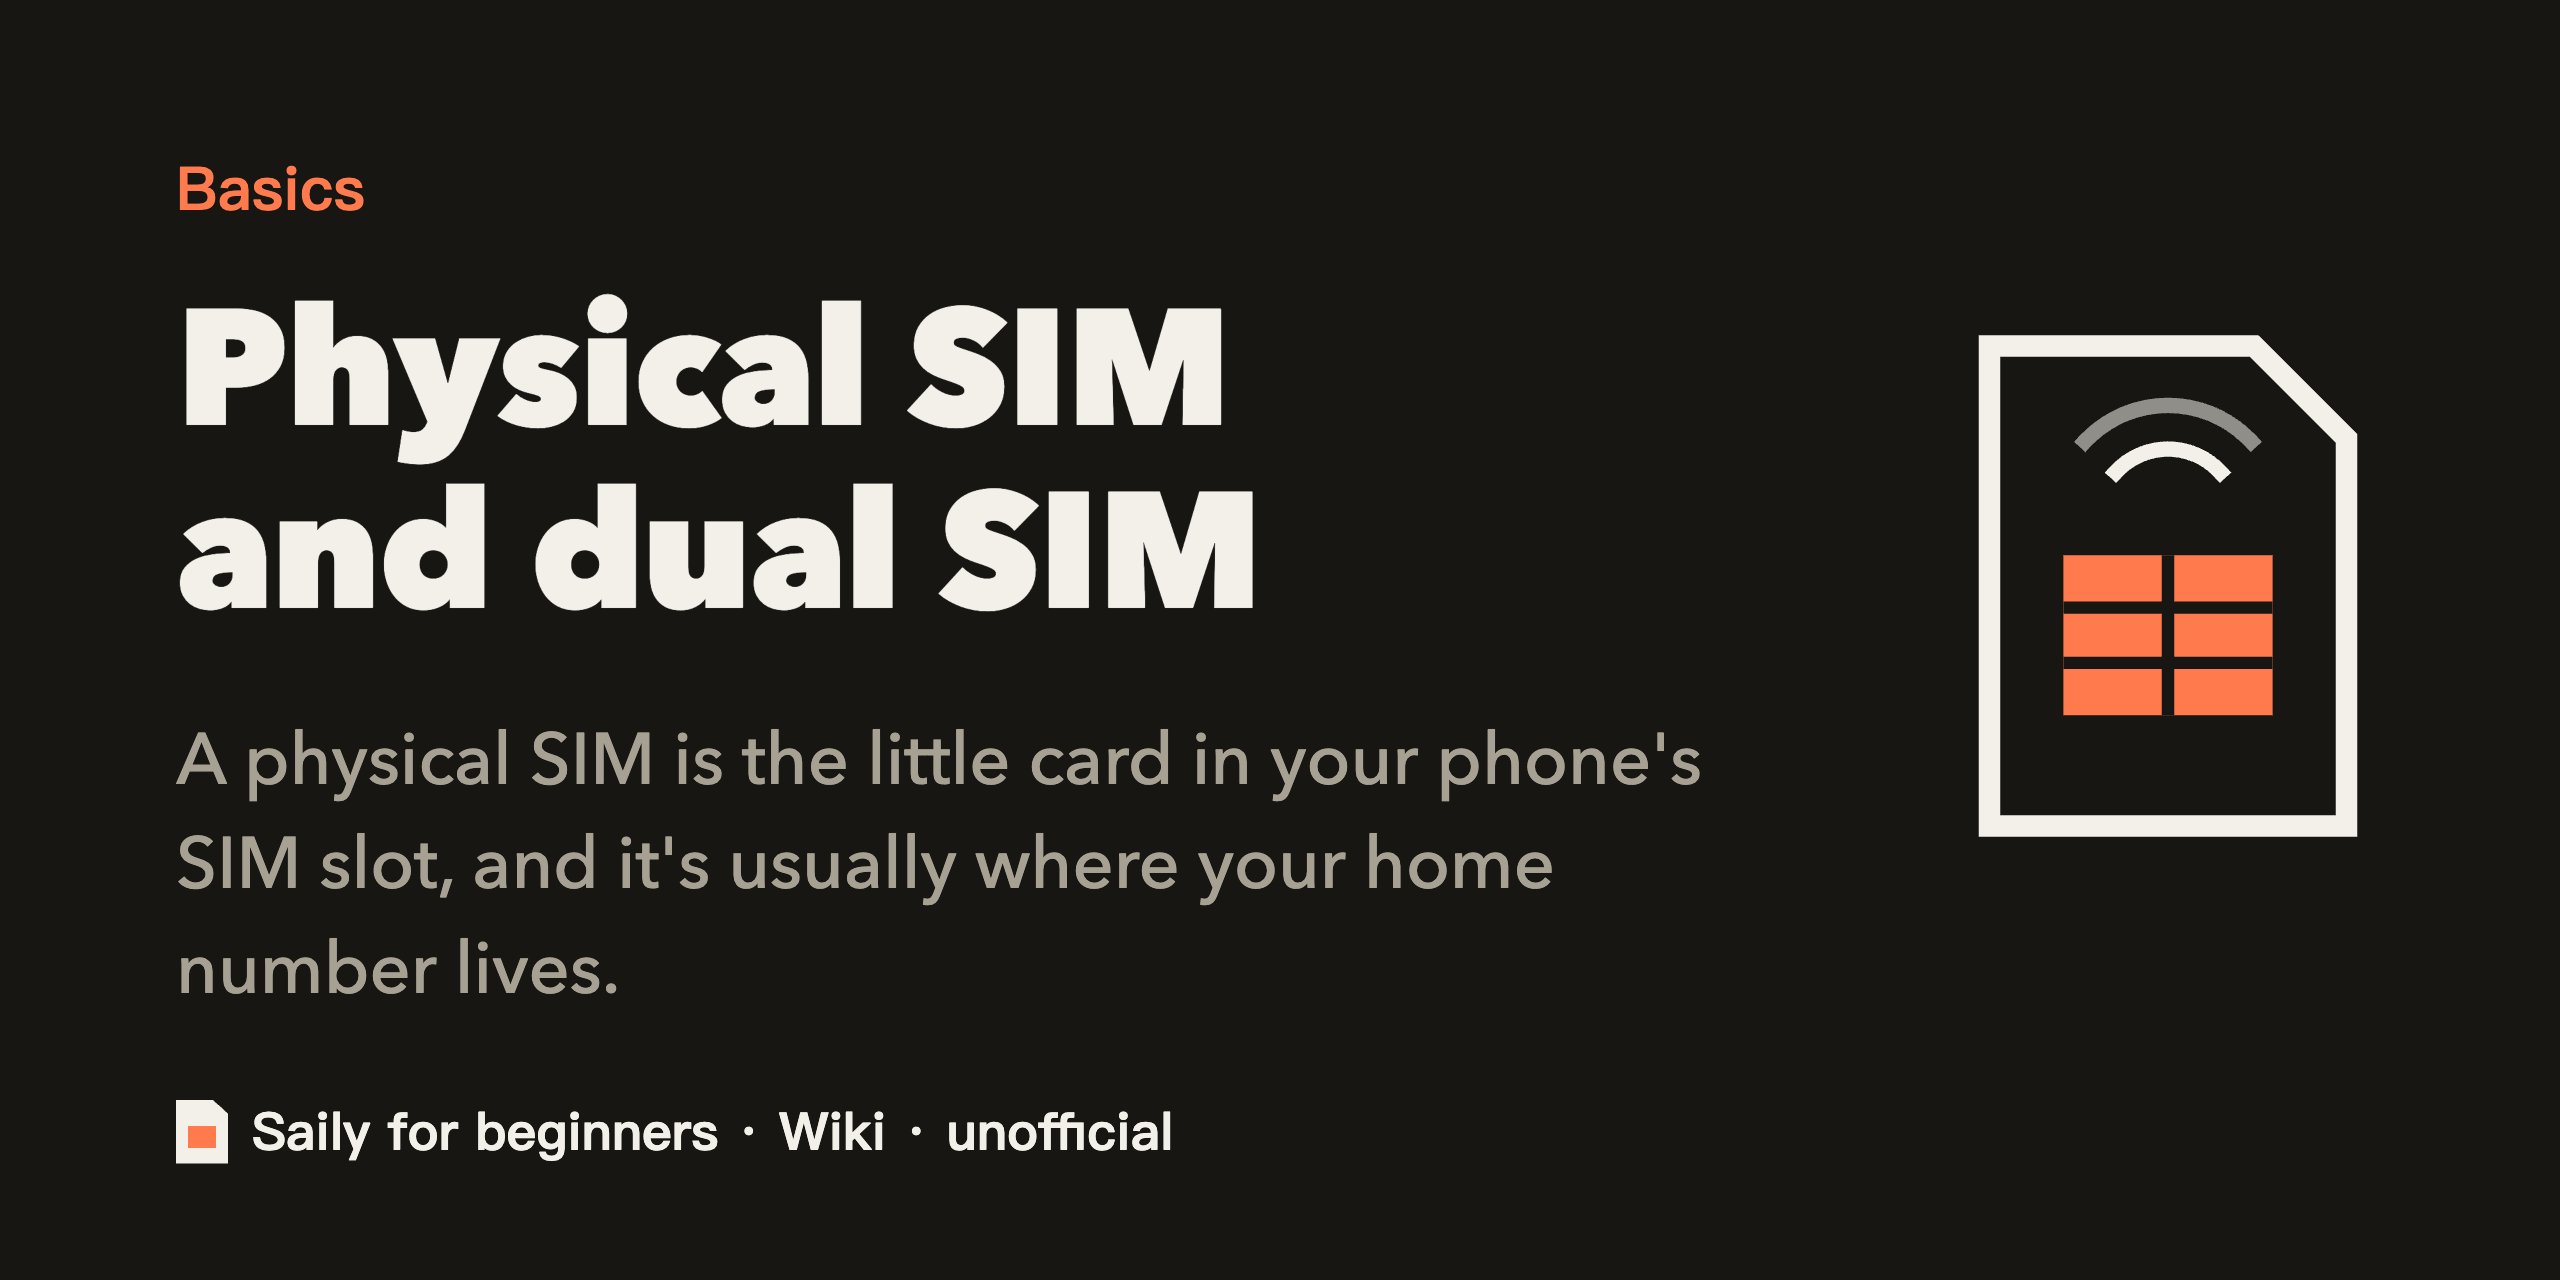 Basics
Physical SIM
and dual SIM
A physical SIM is the little card in your phone's
SIM slot, and it's usually where your home
number lives.
Saily for beginners · Wiki · unofficial